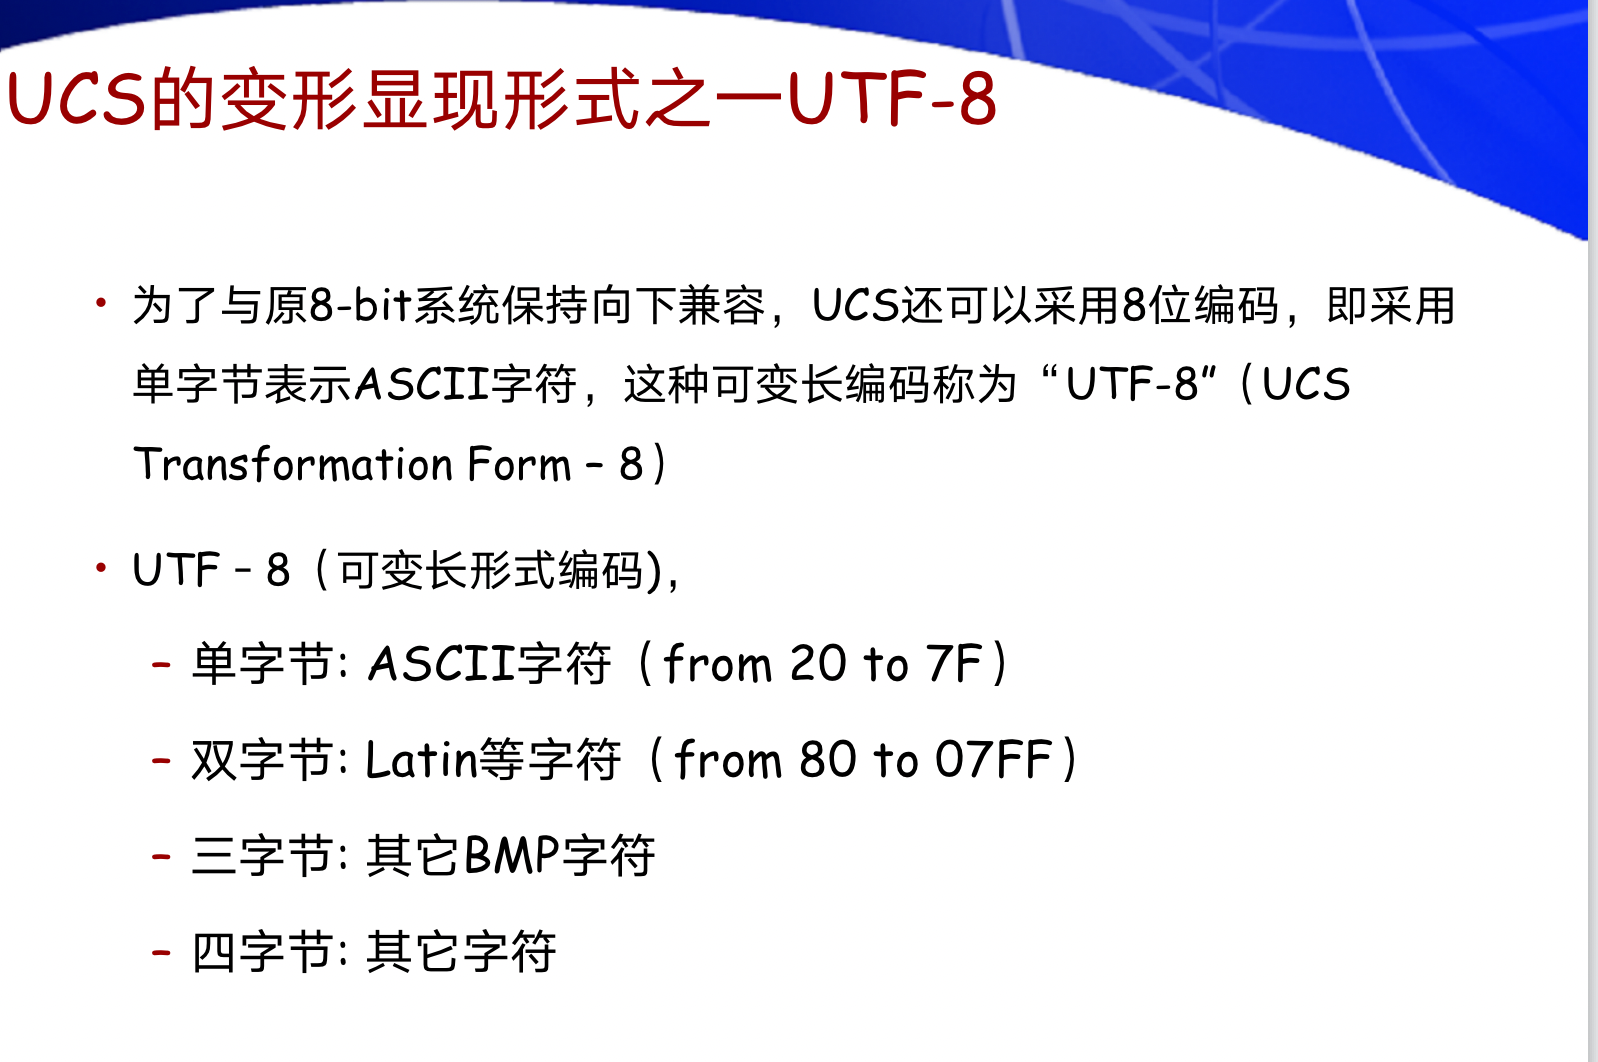 UCS的变形显现形式之一UTF-8
• 为了与原8-bit系统保持向下兼容，UCS还可以采用8位编码，即采用
单字节表示ASCII字符，这种可变长编码称为“UTF-8”（UCS
Transformation Form – 8）
• UTF – 8（可变长形式编码),
– 单字节: ASCII字符（from 20 to 7F）
– 双字节: Latin等字符（from 80 to 07FF）
– 三字节: 其它BMP字符
– 四字节: 其它字符